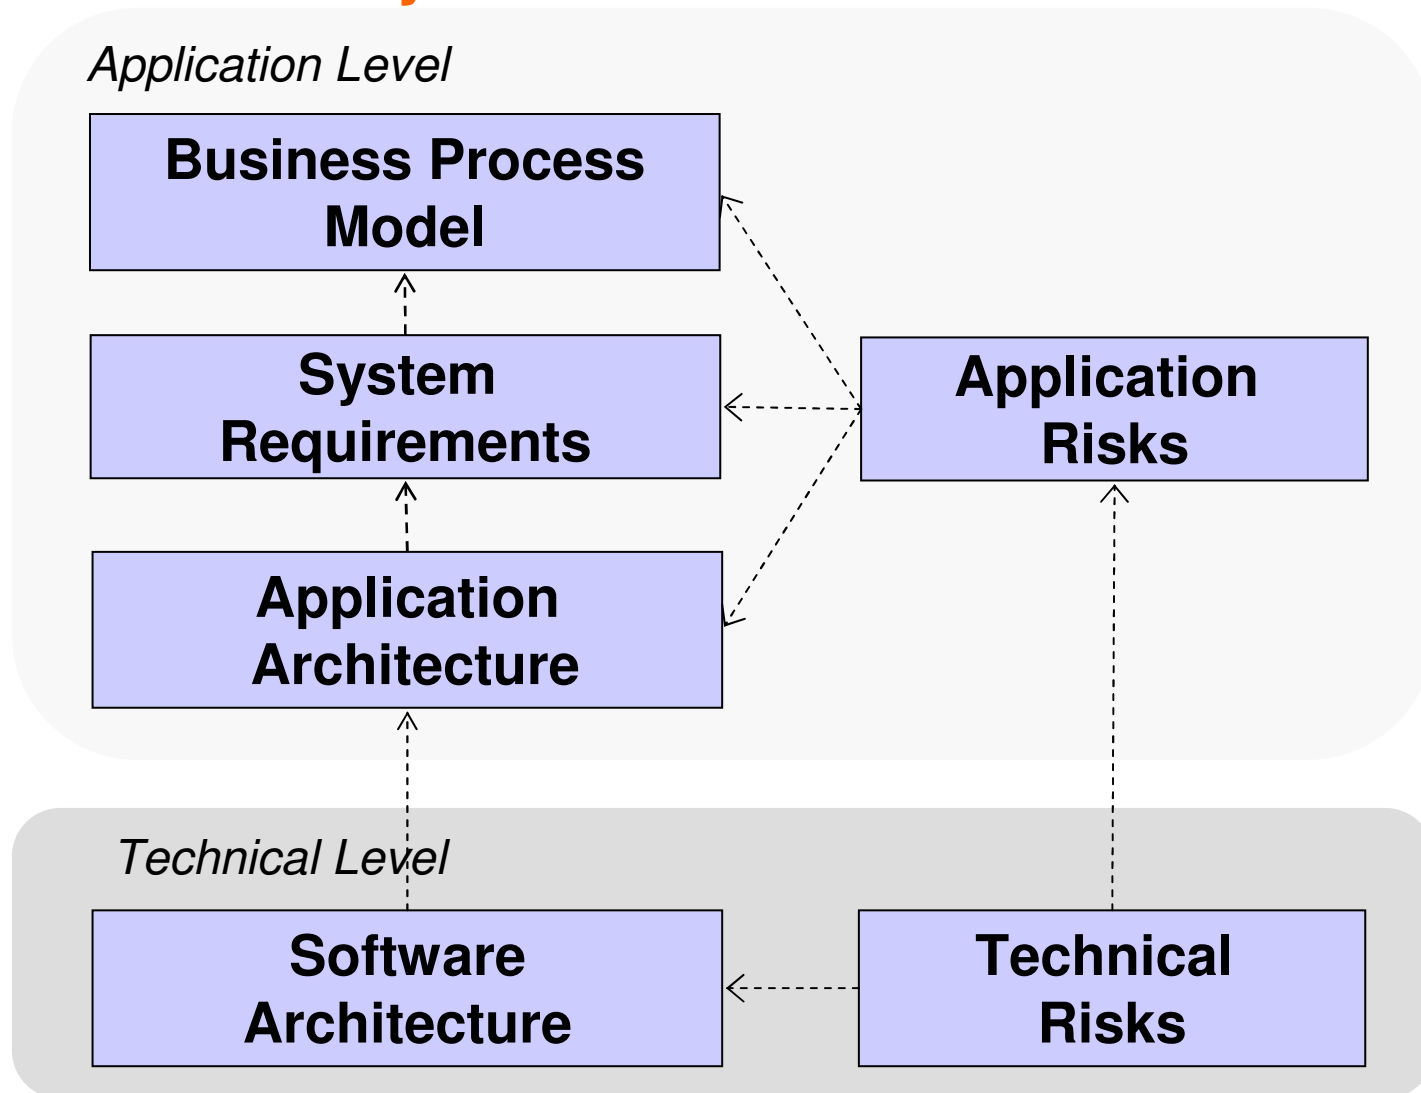 Application Level
Business Process
Model
System
Requirements
Application
Risks
Application
Architecture
Technical Level
Software
Architecture
Technical
Risks